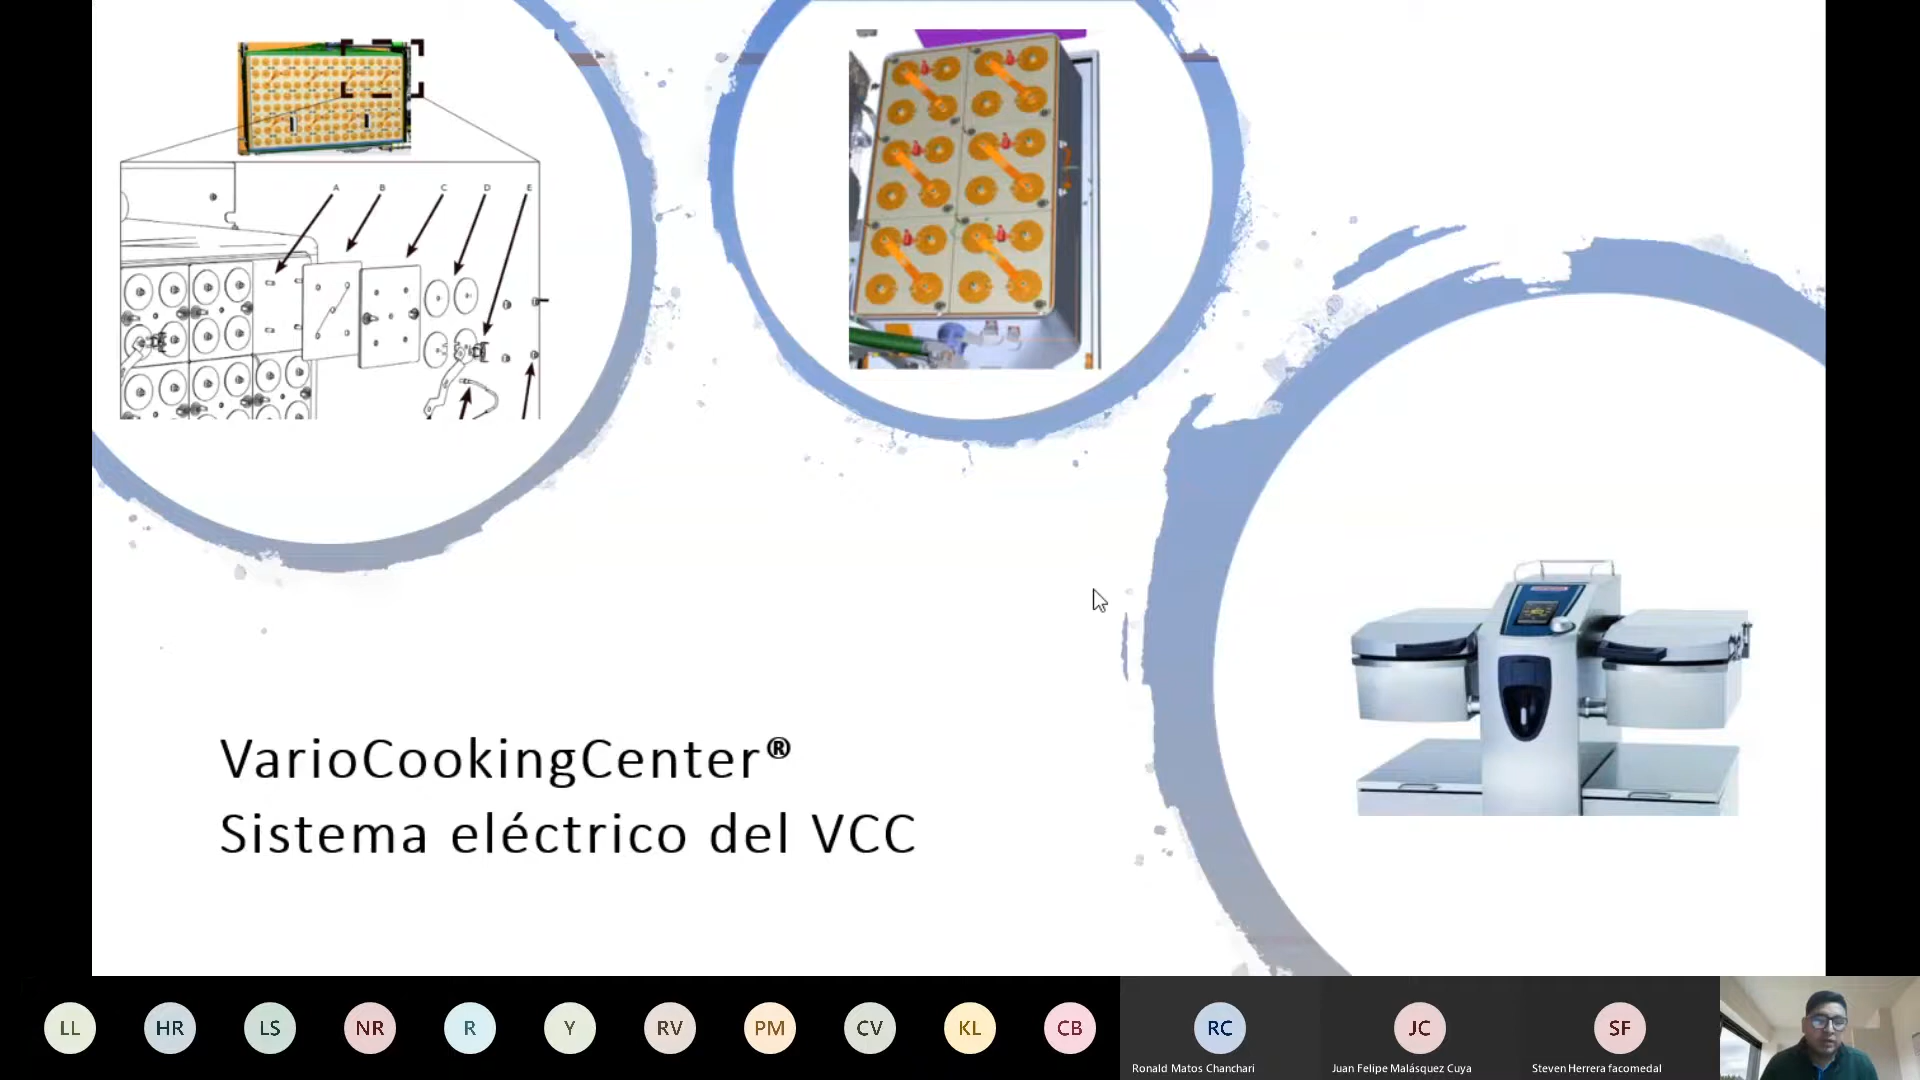 A B C D E
VarioCookingCenter®
Sistema eléctrico del VCC
LL HR LS NR R Y RV PM CV KL CB RC JC SF
Ronald Matos Chanchari Juan Felipe Malásquez Cuya Steven Herrera facomedal